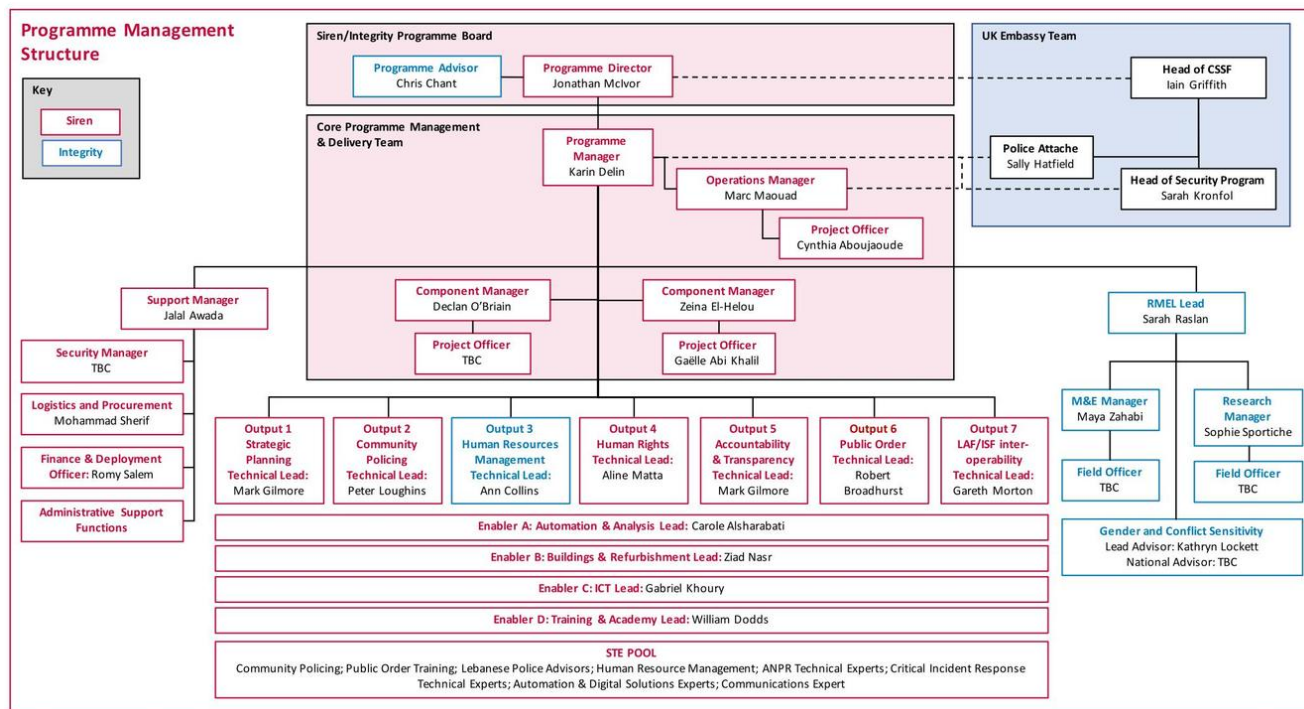 Programme Management
Structure
Key
Siren
Integrity
Siren/Integrity Programme Board
Programme Advisor
Chris Chant
Programme Director
Jonathan McIvor
UK Embassy Team
Head of CSSF
Iain Griffith
Police Attache
Sally Hatfield
Head of Security Program
Sarah Kronfol
Core Programme Management
& Delivery Team
Programme
Manager
Karin Delin
Operations Manager
Marc Maouad
Project Officer
Cynthia Aboujaoude
Component Manager
Declan O'Briain
Project Officer
TBC
Component Manager
Zeina El-Helou
Project Officer
Gaëlle Abi Khalil
Support Manager
Jalal Awada
Security Manager
TBC
Logistics and Procurement
Mohammad Sherif
Finance & Deployment
Officer: Romy Salem
Administrative Support
Functions
RMEL Lead
Sarah Raslan
M&E Manager
Maya Zahabi
Field Officer
TBC
Research
Manager
Sophie Sportiche
Field Officer
TBC
Gender and Conflict Sensitivity
Lead Advisor: Kathryn Lockett
National Advisor: TBC
Output 1
Strategic
Planning
Technical Lead:
Mark Gilmore
Output 2
Community
Policing
Technical Lead:
Peter Loughins
Output 3
Human Resources
Management
Technical Lead:
Ann Collins
Output 4
Human Rights
Technical Lead:
Aline Matta
Output 5
Accountability
& Transparency
Technical Lead:
Mark Gilmore
Output 6
Public Order
Technical Lead:
Robert
Broadhurst
Output 7
LAF/ISF inter-
operability
Technical Lead:
Gareth Morton
Enabler A: Automation & Analysis Lead: Carole Alsharabati
Enabler B: Buildings & Refurbishment Lead: Ziad Nasr
Enabler C: ICT Lead: Gabriel Khoury
Enabler D: Training & Academy Lead: William Dodds
STE POOL
Community Policing; Public Order Training; Lebanese Police Advisors; Human Resource Management; ANPR Technical Experts; Critical Incident Response
Technical Experts; Automation & Digital Solutions Experts; Communications Expert